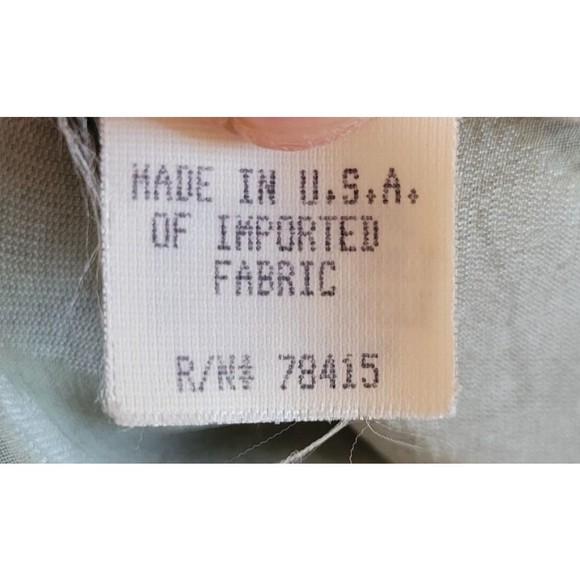 MADE IN U.S.A.
OF IMPORTED
FABRIC
R/N# 78415